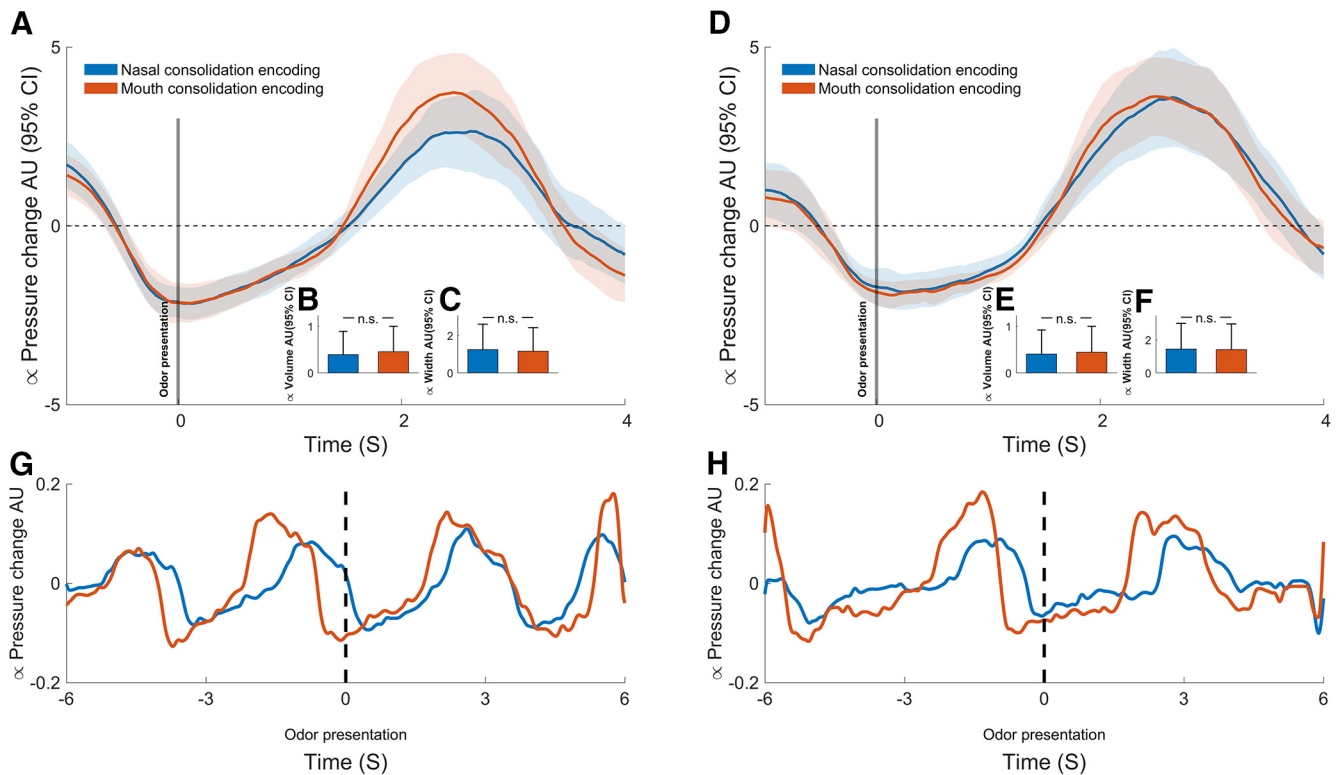 A
∝ Pressure change AU (95% CI)
5
0
-5
Nasal consolidation encoding
Mouth consolidation encoding
Odor presentation
B
∝ Volume AU(95% CI)
1
0
n.s.
C
∝ Width AU(95% CI)
2
0
n.s.
0 2 4
Time (S)
D
∝ Pressure change AU (95% CI)
5
0
-5
Nasal consolidation encoding
Mouth consolidation encoding
Odor presentation
E
∝ Volume AU(95% CI)
1
0
n.s.
F
∝ Width AU(95% CI)
2
0
n.s.
0 2 4
Time (S)
G
∝ Pressure change AU
0.2
0
-0.2
-6 -3 0 3 6
Odor presentation
Time (S)
H
∝ Pressure change AU
0.2
0
-0.2
-6 -3 0 3 6
Odor presentation
Time (S)